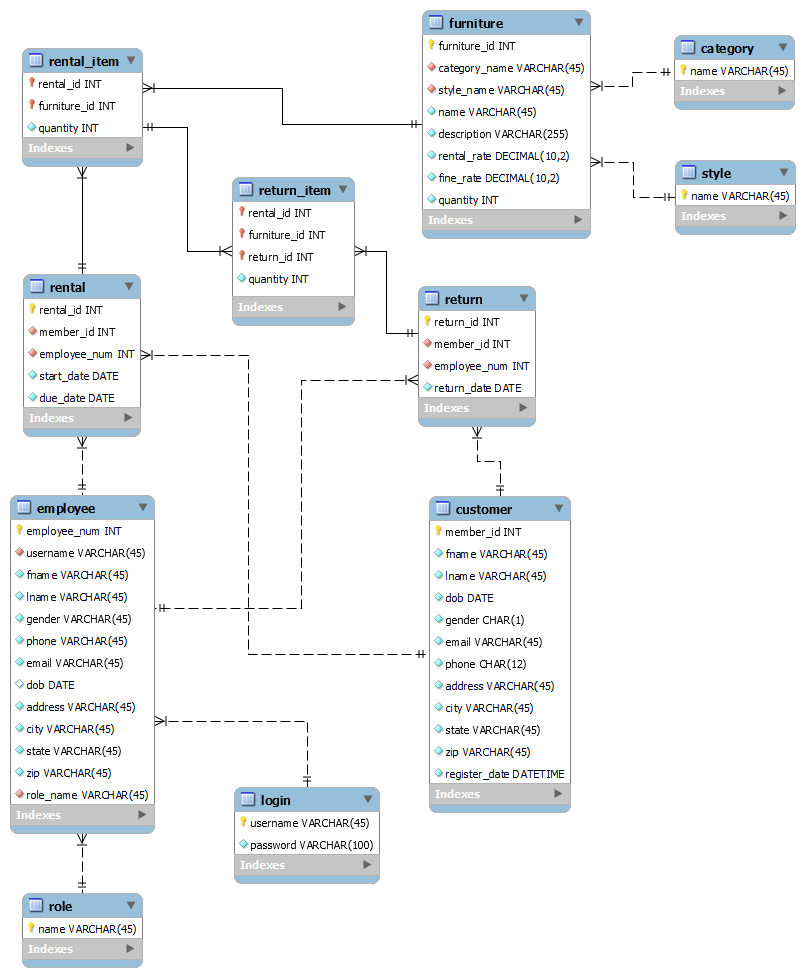 rental_item
rental_id INT
furniture_id INT
quantity INT
Indexes
furniture
furniture_id INT
category_name VARCHAR(45)
style_name VARCHAR(45)
name VARCHAR(45)
description VARCHAR(255)
rental_rate DECIMAL(10,2)
fine_rate DECIMAL(10,2)
quantity INT
Indexes
category
name VARCHAR(45)
Indexes
style
name VARCHAR(45)
Indexes
return_item
rental_id INT
furniture_id INT
return_id INT
quantity INT
Indexes
rental
rental_id INT
member_id INT
employee_num INT
start_date DATE
due_date DATE
Indexes
return
return_id INT
member_id INT
employee_num INT
return_date DATE
Indexes
employee
employee_num INT
username VARCHAR(45)
fname VARCHAR(45)
lname VARCHAR(45)
gender VARCHAR(45)
phone VARCHAR(45)
email VARCHAR(45)
dob DATE
address VARCHAR(45)
city VARCHAR(45)
state VARCHAR(45)
zip VARCHAR(45)
role_name VARCHAR(45)
Indexes
customer
member_id INT
fname VARCHAR(45)
lname VARCHAR(45)
dob DATE
gender CHAR(1)
email VARCHAR(45)
phone CHAR(12)
address VARCHAR(45)
city VARCHAR(45)
state VARCHAR(45)
zip VARCHAR(45)
register_date DATETIME
Indexes
login
username VARCHAR(45)
password VARCHAR(100)
Indexes
role
name VARCHAR(45)
Indexes